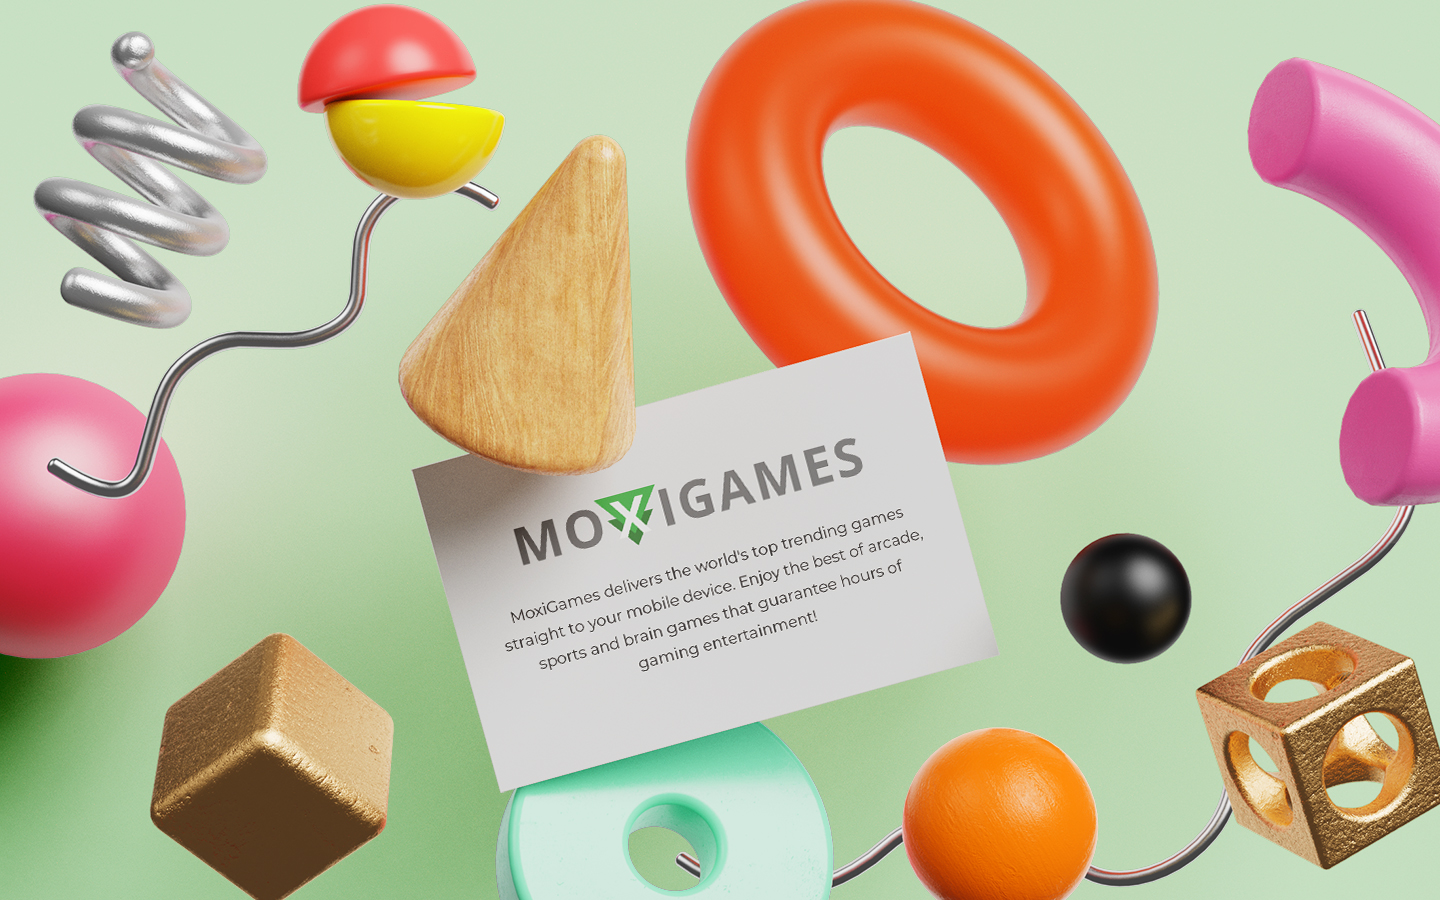 MOXIGAMES
MoxiGames delivers the world's top trending games
straight to your mobile device. Enjoy the best of arcade,
sports and brain games that guarantee hours of
gaming entertainment!